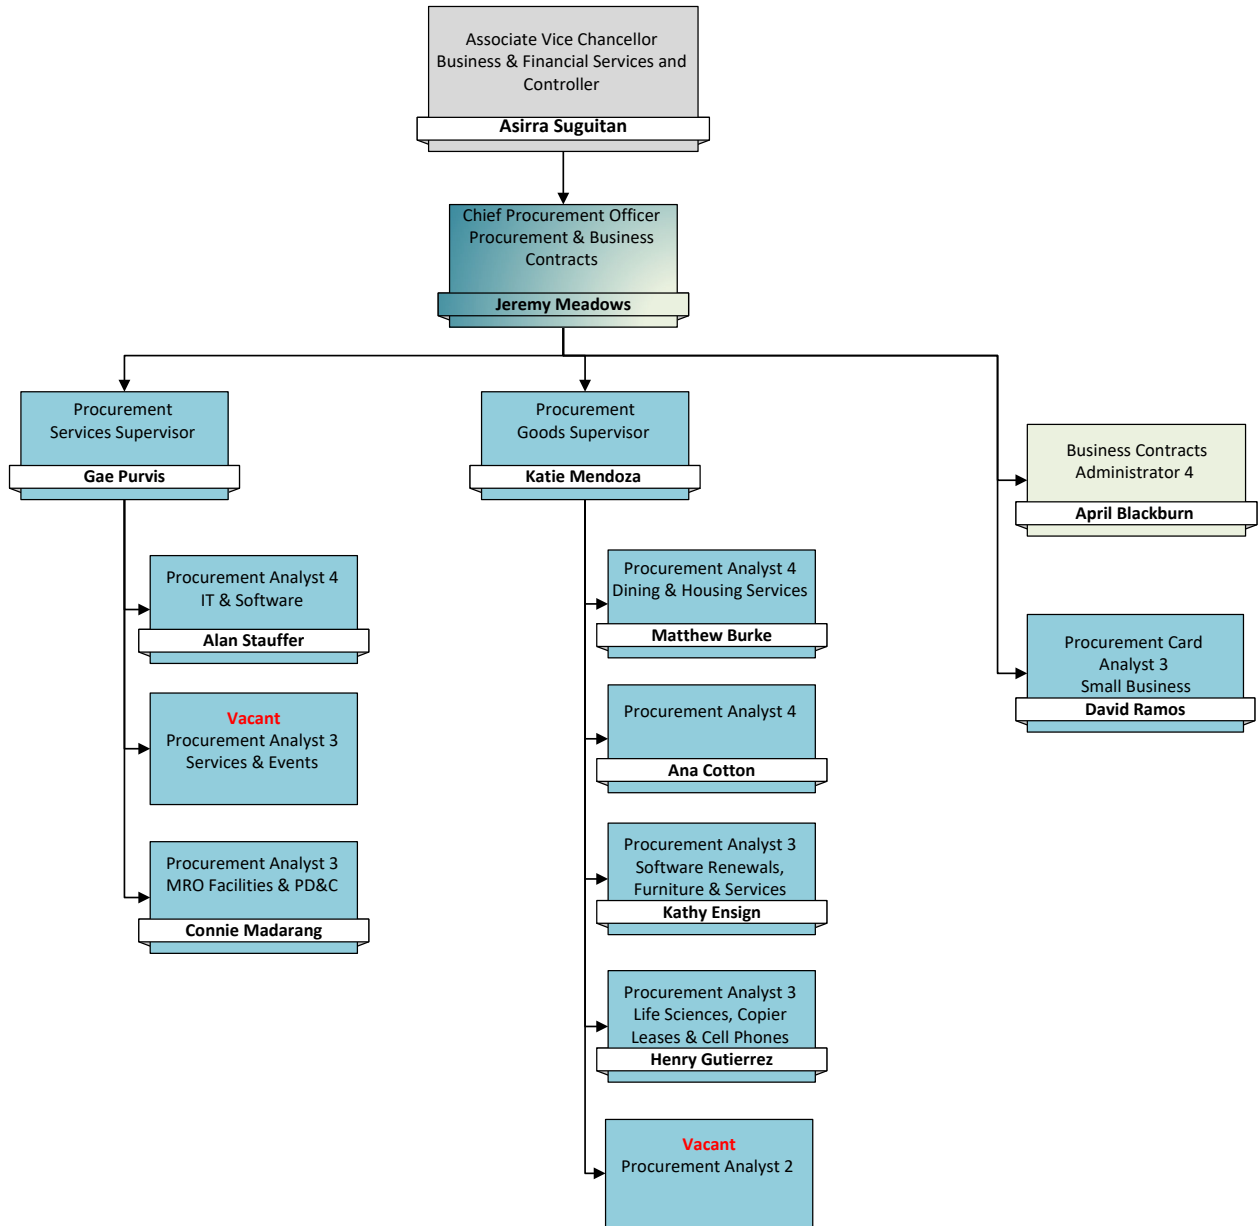 Associate Vice Chancellor
Business & Financial Services and
Controller
Asirra Suguitan
Chief Procurement Officer
Procurement & Business
Contracts
Jeremy Meadows
Procurement
Services Supervisor
Gae Purvis
Procurement Analyst 4
IT & Software
Alan Stauffer
Vacant
Procurement Analyst 3
Services & Events
Procurement Analyst 3
MRO Facilities & PD&C
Connie Madarang
Procurement
Goods Supervisor
Katie Mendoza
Procurement Analyst 4
Dining & Housing Services
Matthew Burke
Procurement Analyst 4
Ana Cotton
Procurement Analyst 3
Software Renewals,
Furniture & Services
Kathy Ensign
Procurement Analyst 3
Life Sciences, Copier
Leases & Cell Phones
Henry Gutierrez
Vacant
Procurement Analyst 2
Business Contracts
Administrator 4
April Blackburn
Procurement Card
Analyst 3
Small Business
David Ramos